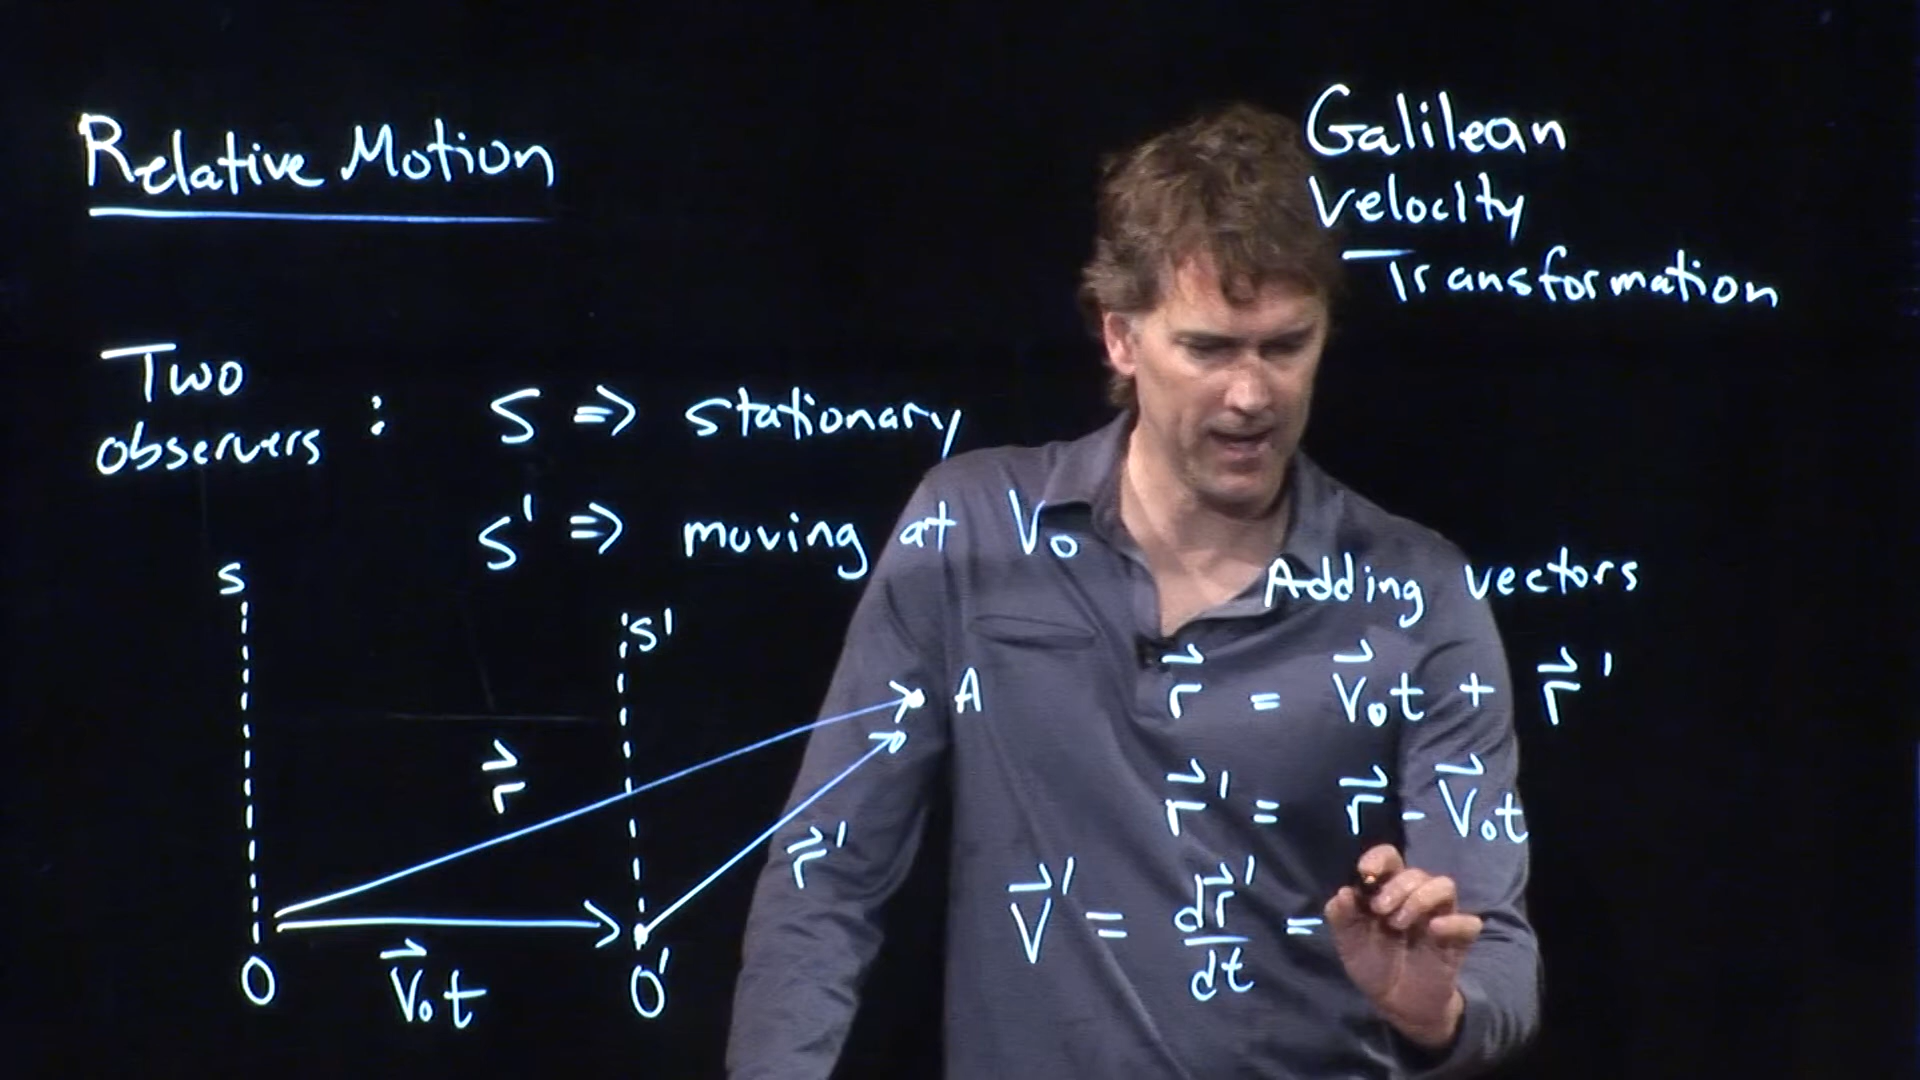 Relative Motion
Galilean
Velocity
Transformation
Two
observers :
S => stationary
S' => moving at V₀
S
S'
A
r⃗
r⃗'
O
V⃗₀t
O'
Adding vectors
r⃗ = V⃗₀t + r⃗'
r⃗' = r⃗ - V⃗₀t
V⃗' = dr⃗'/dt =